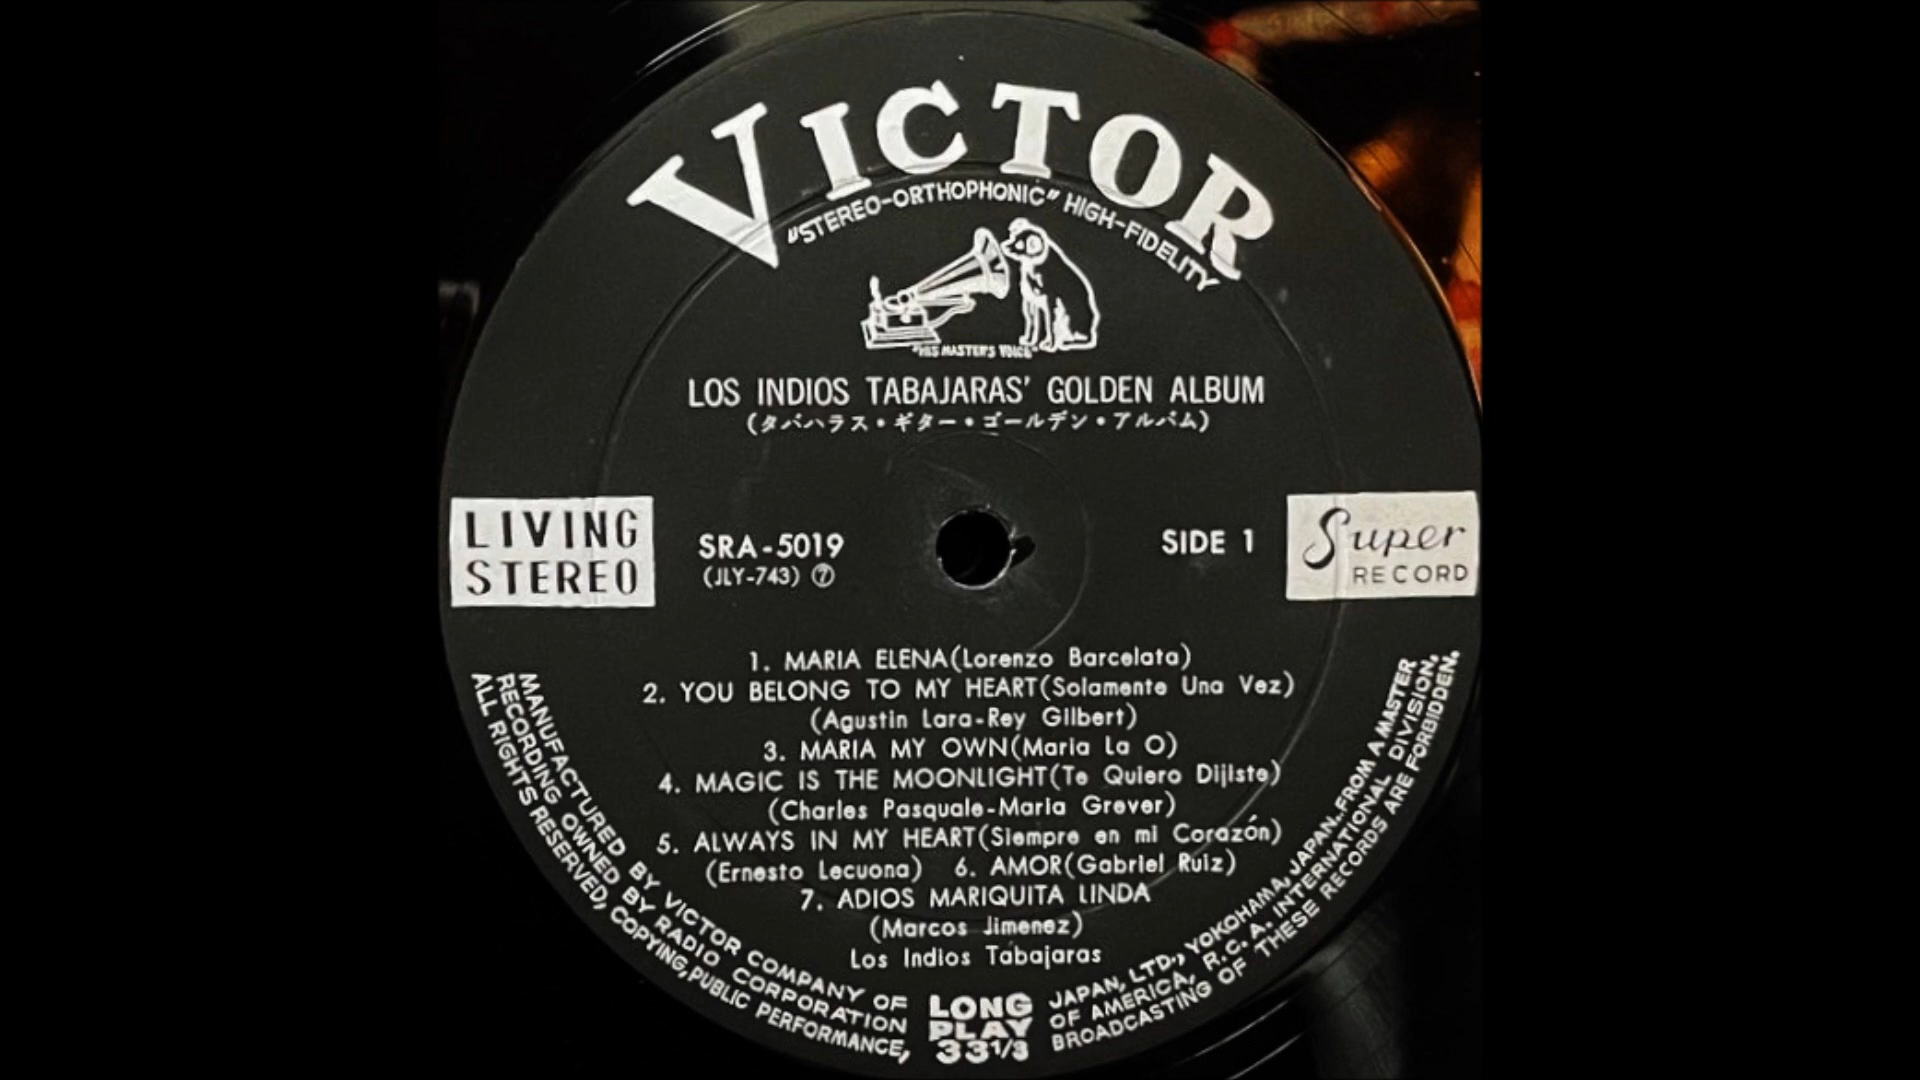 VICTOR
"STEREO-ORTHOPHONIC" HIGH-FIDELITY
"HIS MASTER'S VOICE"
LOS INDIOS TABAJARAS' GOLDEN ALBUM
(タバハラス・ギター・ゴールデン・アルバム)
LIVING
STEREO
SRA-5019
(JLY-743) ⑦
SIDE 1
Super
RECORD
1. MARIA ELENA(Lorenzo Barcelata)
2. YOU BELONG TO MY HEART(Solamente Una Vez)
(Agustin Lara-Rey Gilbert)
3. MARIA MY OWN(Maria La O)
4. MAGIC IS THE MOONLIGHT(Te Quiero Dijiste)
(Charles Pasquale-Maria Grever)
5. ALWAYS IN MY HEART(Siempre en mi Corazón)
(Ernesto Lecuona) 6. AMOR(Gabriel Ruiz)
7. ADIOS MARIQUITA LINDA
(Marcos Jimenez)
Los Indios Tabajaras
MANUFACTURED BY VICTOR COMPANY OF JAPAN, LTD., YOKOHAMA, JAPAN. FROM A MASTER
RECORDING OWNED BY RADIO CORPORATION OF AMERICA, R.C.A. INTERNATIONAL DIVISION.
ALL RIGHTS RESERVED, COPYING, PUBLIC PERFORMANCE, BROADCASTING OF THESE RECORDS ARE FORBIDDEN.
LONG
PLAY
33 1/3